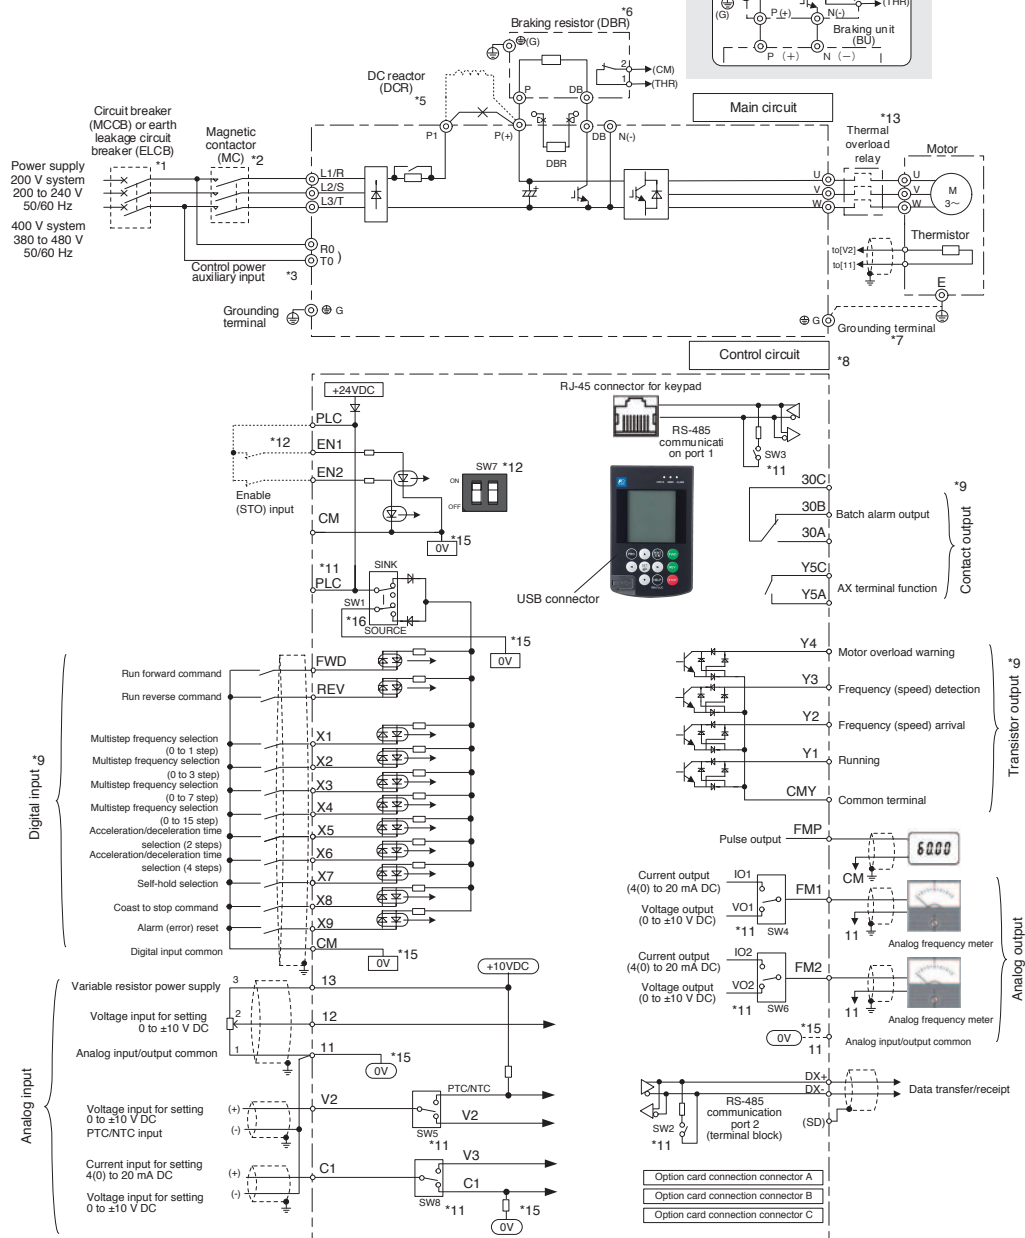 (G)
P(+)
N(-)
(THR)
Braking unit
(BU)
P (+) N (−)
*6
Braking resistor (DBR)
(G)
2
(CM)
1
(THR)
P
DB
DC reactor
(DCR)
*5
Main circuit
P1
P(+)
DBR
DB
N(-)
Circuit breaker
(MCCB) or earth
leakage circuit
breaker (ELCB)
*1
Magnetic
contactor
(MC)
*2
Power supply
200 V system
200 to 240 V
50/60 Hz
400 V system
380 to 480 V
50/60 Hz
L1/R
L2/S
L3/T
R0
T0
)
Control power
auxiliary input
*3
Grounding
terminal
G
*13
Thermal
overload
relay
Motor
U
V
W
U
V
W
M
3~
Thermistor
to[V2]
to[11]
E
G
Grounding terminal
*7
Control circuit
*8
+24VDC
PLC
*12
EN1
EN2
Enable
(STO) input
CM
SW7
*12
ON
OFF
*15
0V
*11
PLC
SINK
SW1
*16
SOURCE
*15
0V
RJ-45 connector for keypad
RS-485
communicati
on port 1
SW3
*11
USB connector
30C
30B
30A
Batch alarm output
Y5C
Y5A
AX terminal function
*9
Contact output
Digital input *9
Run forward command
FWD
Run reverse command
REV
Multistep frequency selection
(0 to 1 step)
X1
Multistep frequency selection
(0 to 3 step)
X2
Multistep frequency selection
(0 to 7 step)
X3
Multistep frequency selection
(0 to 15 step)
X4
Acceleration/deceleration time
selection (2 steps)
X5
Acceleration/deceleration time
selection (4 steps)
X6
Self-hold selection
X7
Coast to stop command
X8
Alarm (error) reset
X9
Digital input common
CM
*15
0V
Y4
Motor overload warning
Y3
Frequency (speed) detection
Y2
Frequency (speed) arrival
Y1
Running
CMY
Common terminal
*9
Transistor output
Pulse output
FMP
60.00
CM
Current output
(4(0) to 20 mA DC)
IO1
Voltage output
(0 to ±10 V DC)
VO1
*11
SW4
FM1
11
Analog frequency meter
Current output
(4(0) to 20 mA DC)
IO2
Voltage output
(0 to ±10 V DC)
VO2
*11
SW6
FM2
11
Analog frequency meter
*15
0V
11
Analog input/output common
Analog output
Analog input
Variable resistor power supply
3
13
+10VDC
Voltage input for setting
0 to ±10 V DC
2
12
Analog input/output common
1
11
*15
0V
Voltage input for setting
0 to ±10 V DC
PTC/NTC input
(+)
(-)
V2
PTC/NTC
V2
SW5
*11
Current input for setting
4(0) to 20 mA DC
Voltage input for setting
0 to ±10 V DC
(+)
(-)
C1
V3
C1
SW8
*11
*15
0V
DX+
DX-
Data transfer/receipt
(SD)
RS-485
communication
port 2
(terminal block)
SW2
*11
Option card connection connector A
Option card connection connector B
Option card connection connector C